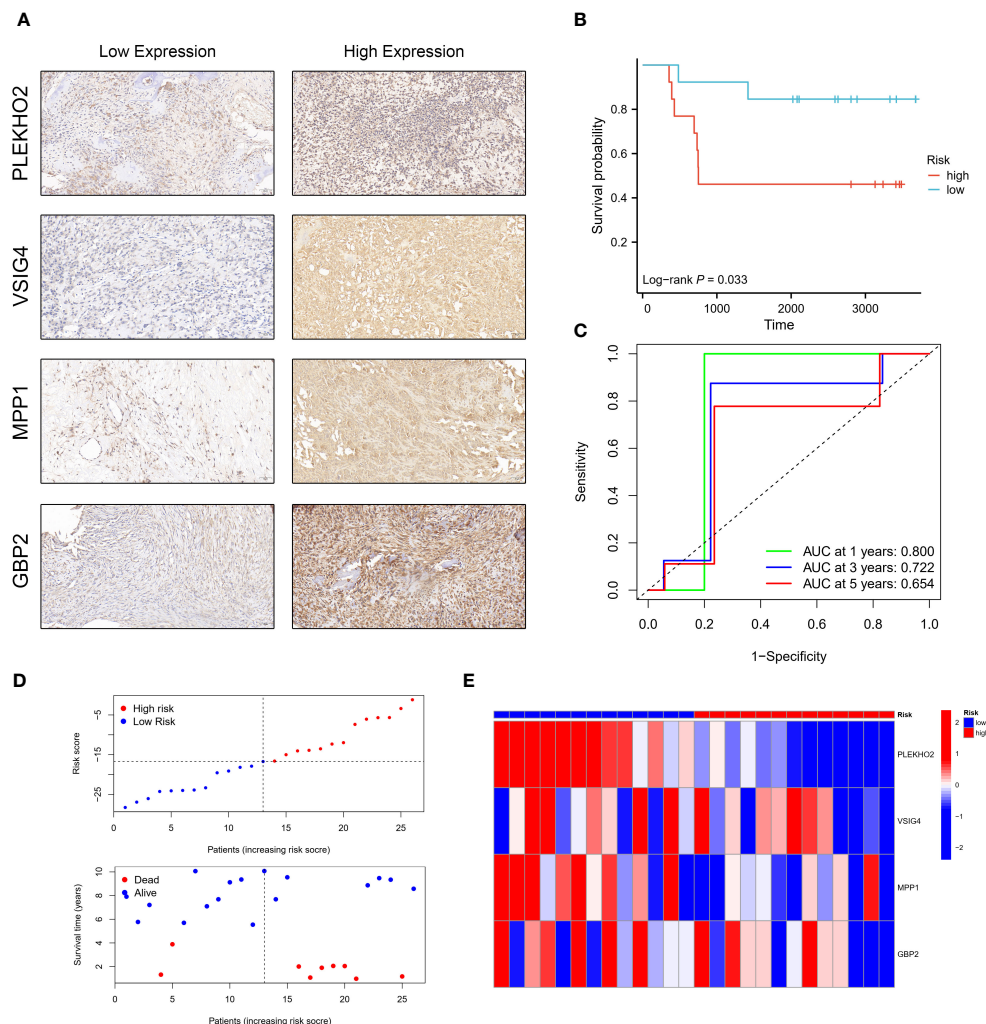 A
Low Expression
High Expression
PLEKHO2
VSIG4
MPP1
GBP2
B
Survival probability
0.8
0.6
0.4
0.2
Log−rank P = 0.033
0
1000
2000
3000
Time
Risk
high
low
C
Sensitivity
1.0
0.8
0.6
0.4
0.2
0.0
AUC at 1 years: 0.800
AUC at 3 years: 0.722
AUC at 5 years: 0.654
0.0
0.2
0.4
0.6
0.8
1.0
1−Specificity
D
Risk score
−5
−15
−25
High risk
Low Risk
0
5
10
15
20
25
Patients (increasing risk socre)
Survival time (years)
10
8
6
4
2
Dead
Alive
0
5
10
15
20
25
Patients (increasing risk socre)
E
Risk
PLEKHO2
VSIG4
MPP1
GBP2
2
1
0
−1
−2
Risk
low
high